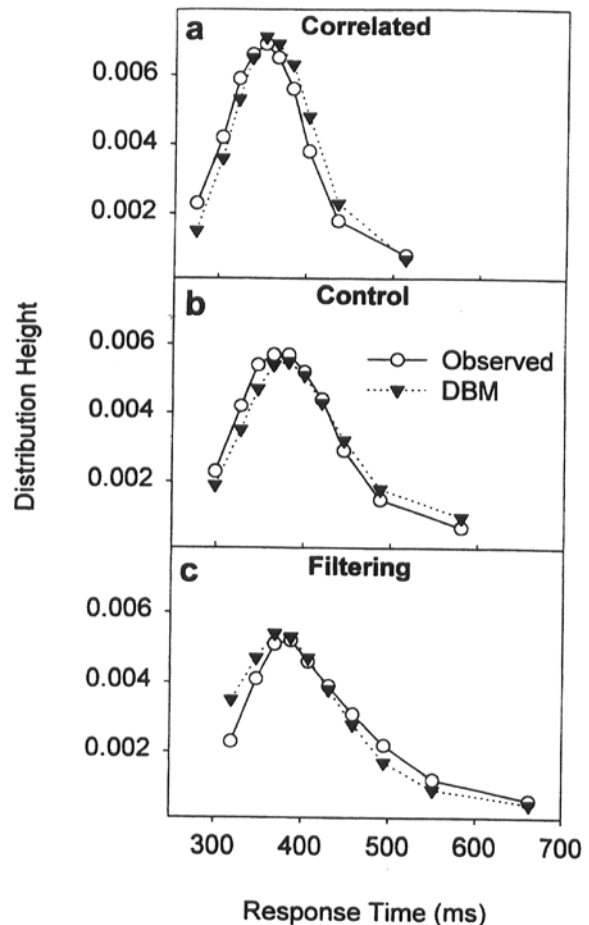 a Correlated
0.006
0.004
0.002
b Control
0.006
Observed
0.004
DBM
0.002
Distribution Height
c Filtering
0.006
0.004
0.002
300 400 500 600 700
Response Time (ms)